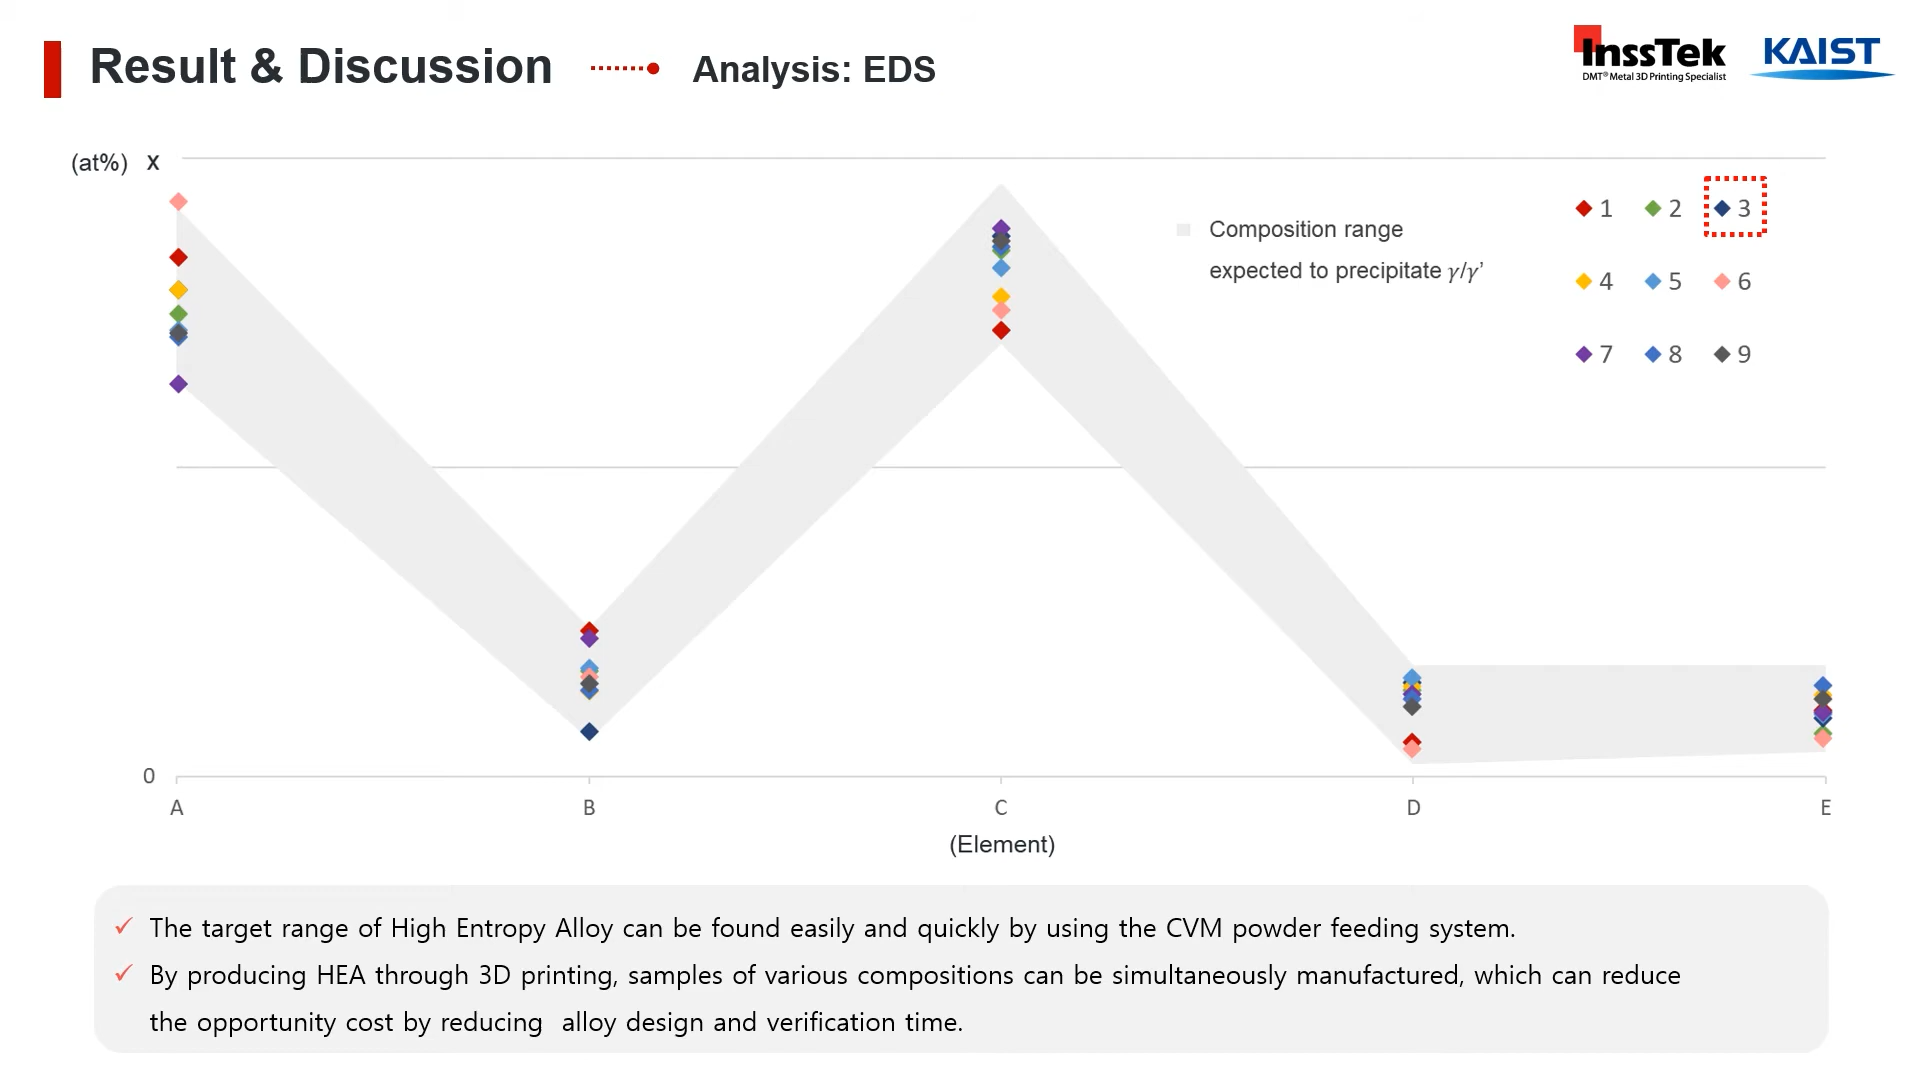 Result & Discussion
Analysis: EDS
InssTek
DMT® Metal 3D Printing Specialist
KAIST
(at%) X
Composition range
expected to precipitate γ/γ’
1 2 3
4 5 6
7 8 9
0
A B C D E
(Element)
✓ The target range of High Entropy Alloy can be found easily and quickly by using the CVM powder feeding system.
✓ By producing HEA through 3D printing, samples of various compositions can be simultaneously manufactured, which can reduce
the opportunity cost by reducing  alloy design and verification time.